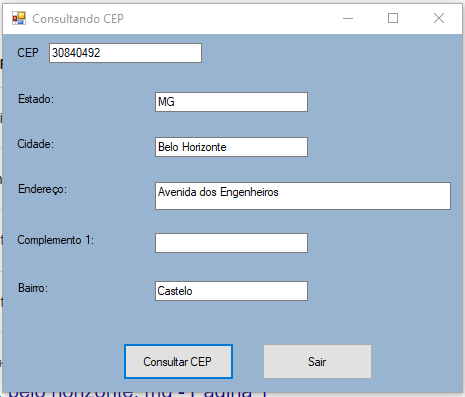 Consultando CEP
CEP 30840492
Estado: MG
Cidade: Belo Horizonte
Endereço: Avenida dos Engenheiros
Complemento 1:
Bairro: Castelo
Consultar CEP Sair
belo horizonte, mg - Página 1